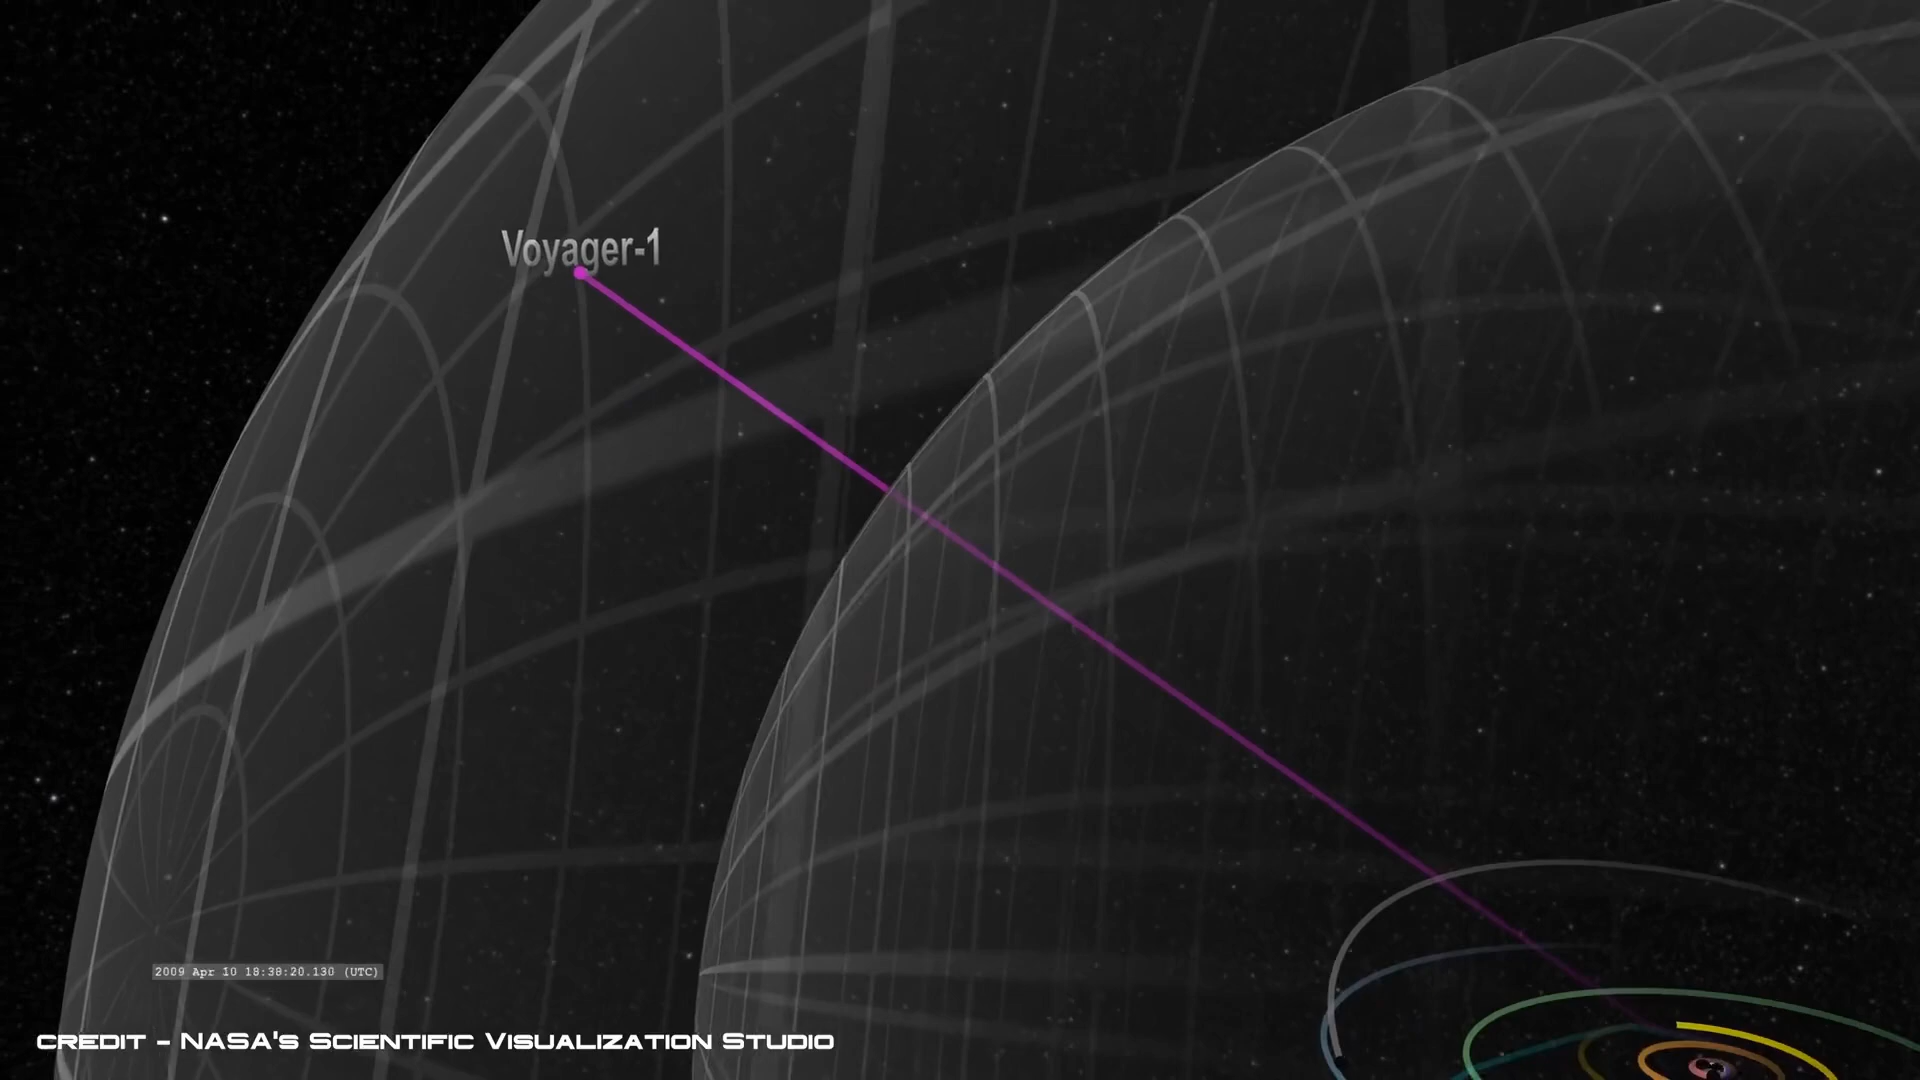 Voyager-1
2009 Apr 10 18:38:20.130 (UTC)
CREDIT - NASA'S SCIENTIFIC VISUALIZATION STUDIO